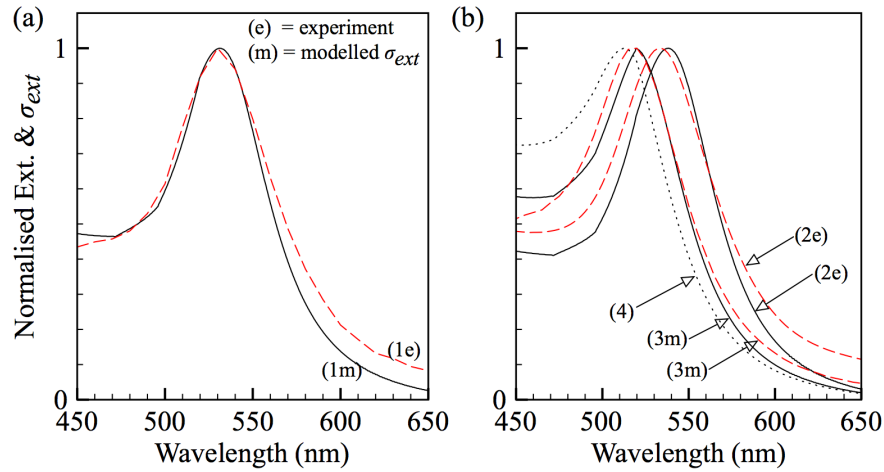 (a)
(e) = experiment
(m) = modelled σext
Normalised Ext. & σext
1
0
(1e)
(1m)
450 500 550 600 650
Wavelength (nm)
(b)
1
0
(2e)
(2e)
(4)
(3m)
(3m)
450 500 550 600 650
Wavelength (nm)